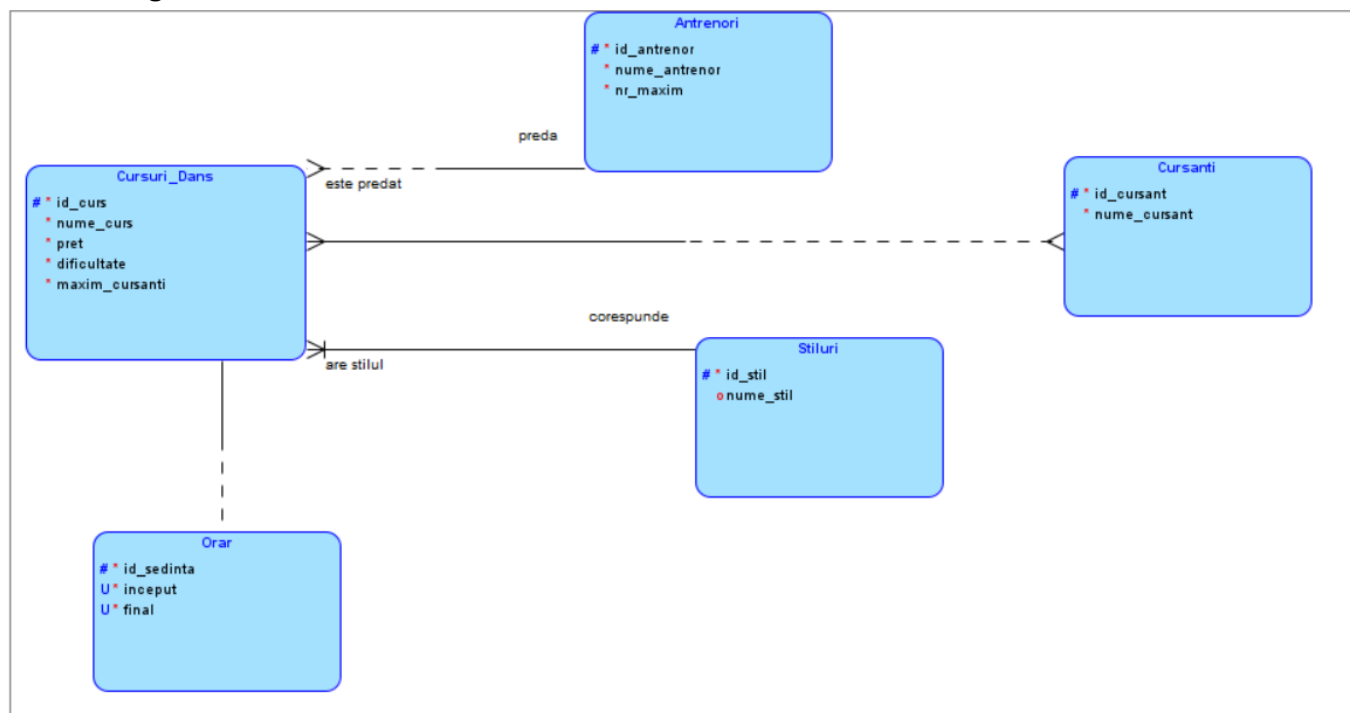 Antrenori
# * id_antrenor
* nume_antrenor
* nr_maxim
preda
este predat
Cursuri_Dans
# * id_curs
* nume_curs
* pret
* dificultate
* maxim_cursanti
Cursanti
# * id_cursant
* nume_cursant
corespunde
are stilul
Stiluri
# * id_stil
o nume_stil
Orar
# * id_sedinta
U * inceput
U * final